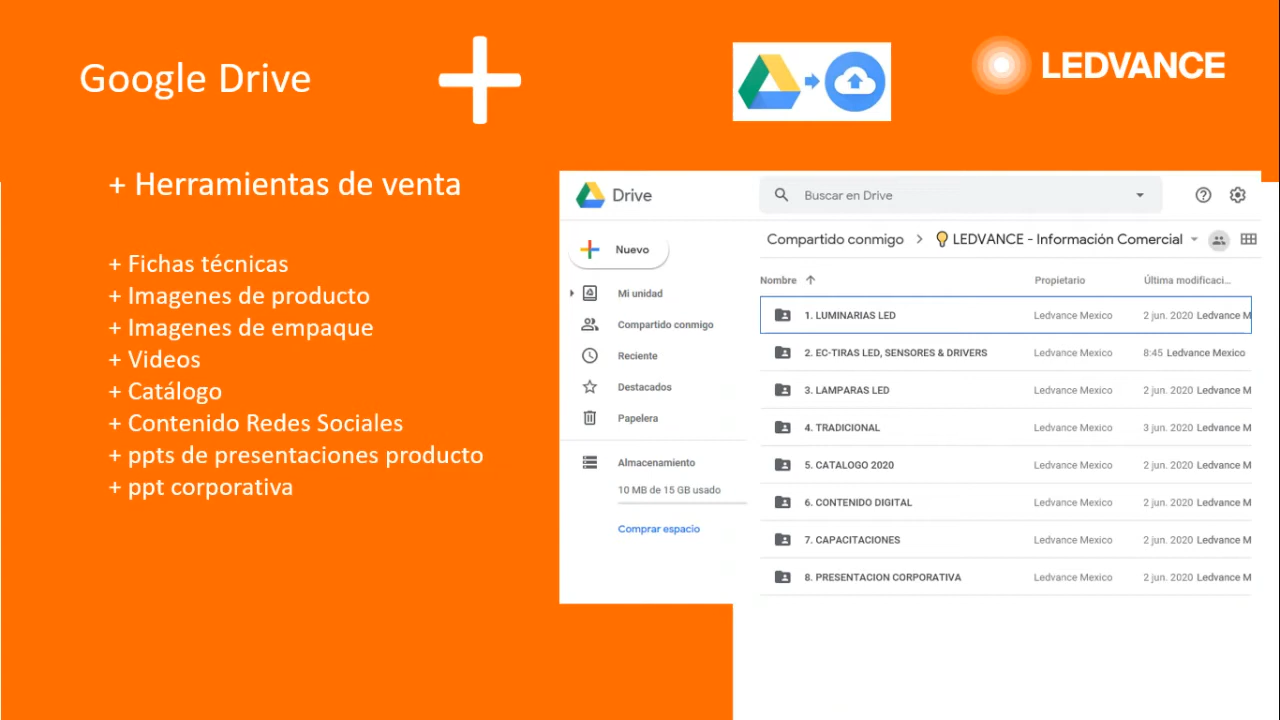 Google Drive
LEDVANCE
+ Herramientas de venta
+ Fichas técnicas
+ Imagenes de producto
+ Imagenes de empaque
+ Videos
+ Catálogo
+ Contenido Redes Sociales
+ ppts de presentaciones producto
+ ppt corporativa
Drive
Buscar en Drive
Nuevo
Mi unidad
Compartido conmigo
Reciente
Destacados
Papelera
Almacenamiento
10 MB de 15 GB usado
Comprar espacio
Compartido conmigo > LEDVANCE - Información Comercial
Nombre Propietario Última modificaci...
1. LUMINARIAS LED Ledvance Mexico 2 jun. 2020 Ledvance M
2. EC-TIRAS LED, SENSORES & DRIVERS Ledvance Mexico 8:45 Ledvance Mexico
3. LAMPARAS LED Ledvance Mexico 2 jun. 2020 Ledvance M
4. TRADICIONAL Ledvance Mexico 3 jun. 2020 Ledvance M
5. CATALOGO 2020 Ledvance Mexico 2 jun. 2020 Ledvance M
6. CONTENIDO DIGITAL Ledvance Mexico 2 jun. 2020 Ledvance M
7. CAPACITACIONES Ledvance Mexico 2 jun. 2020 Ledvance M
8. PRESENTACION CORPORATIVA Ledvance Mexico 2 jun. 2020 Ledvance M